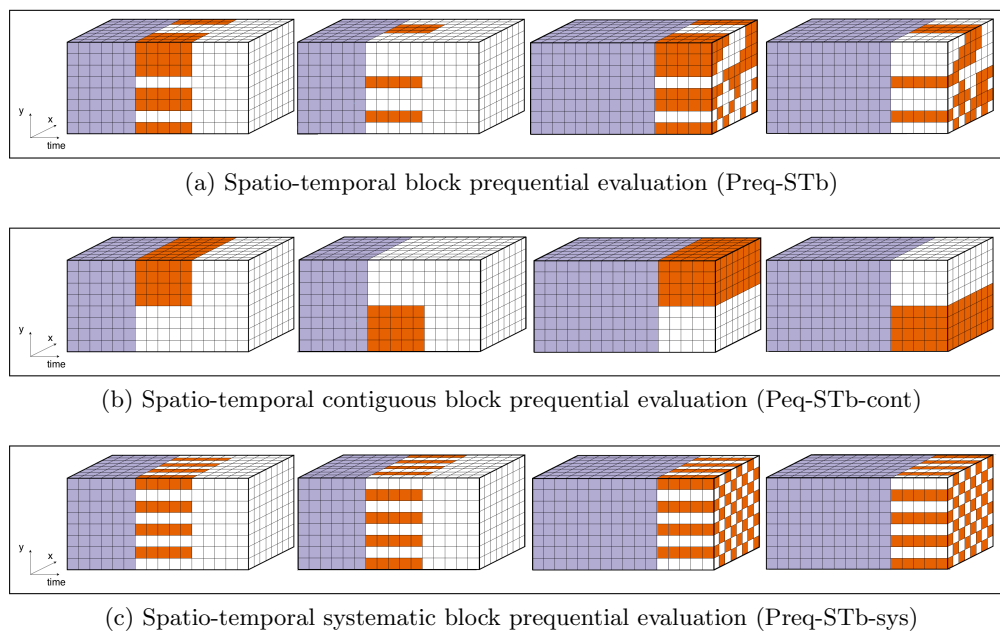 y
x
time
(a) Spatio-temporal block prequential evaluation (Preq-STb)
y
x
time
(b) Spatio-temporal contiguous block prequential evaluation (Peq-STb-cont)
y
x
time
(c) Spatio-temporal systematic block prequential evaluation (Preq-STb-sys)